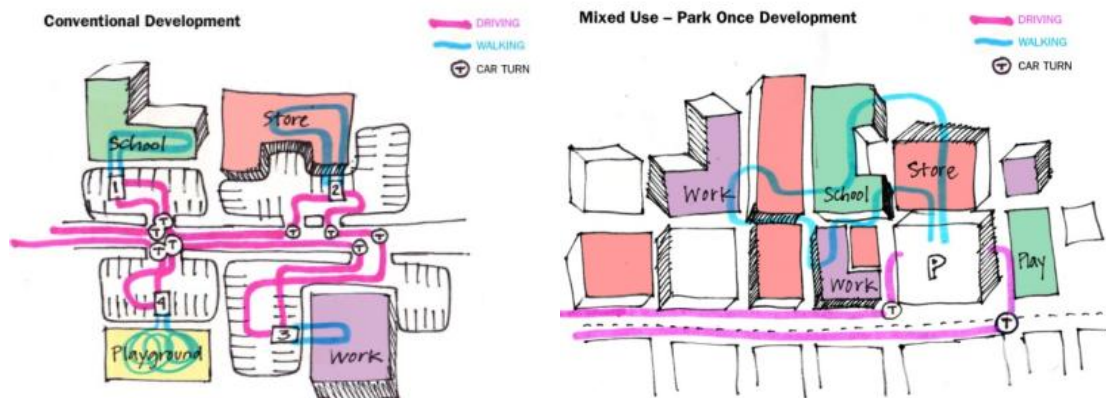 Conventional Development
DRIVING
WALKING
T CAR TURN
School
Store
1
2
T
T
T
T
T
T
T
T
4
3
Playground
Work
Mixed Use – Park Once Development
DRIVING
WALKING
T CAR TURN
Work
School
Store
Work
P
Play
T
T